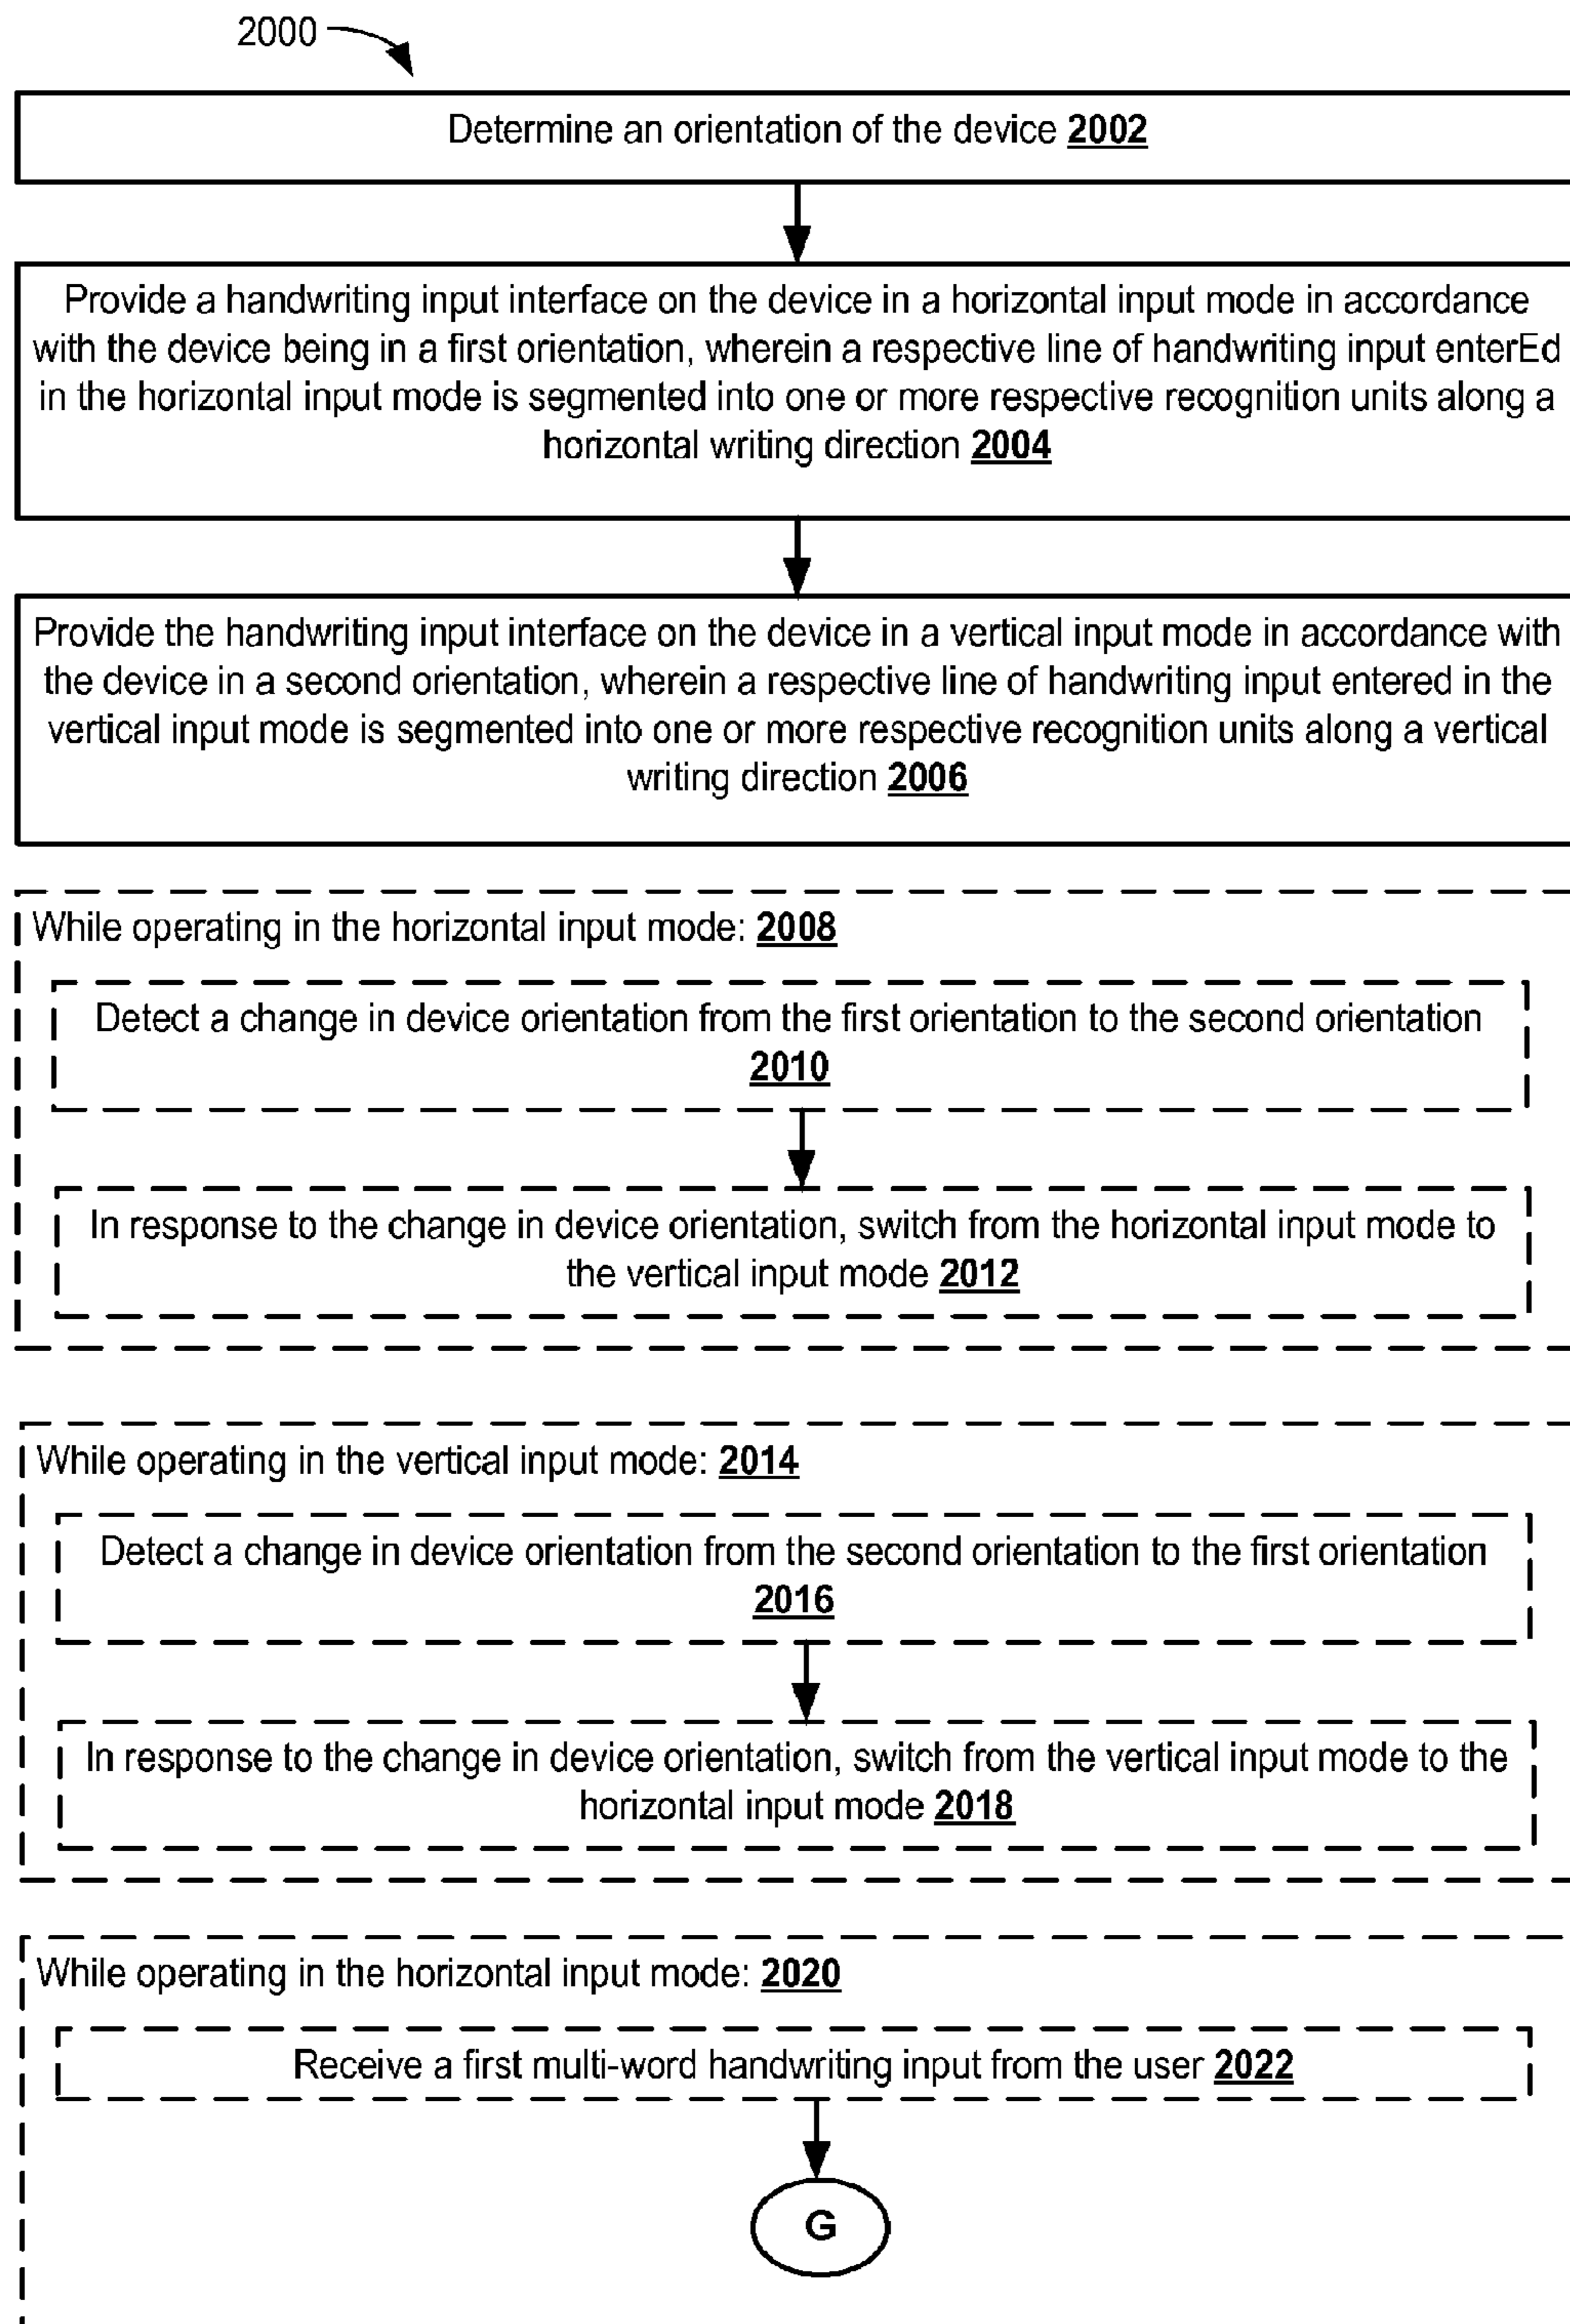 2000
Determine an orientation of the device 2002
Provide a handwriting input interface on the device in a horizontal input mode in accordance
with the device being in a first orientation, wherein a respective line of handwriting input enterEd
in the horizontal input mode is segmented into one or more respective recognition units along a
horizontal writing direction 2004
Provide the handwriting input interface on the device in a vertical input mode in accordance with
the device in a second orientation, wherein a respective line of handwriting input entered in the
vertical input mode is segmented into one or more respective recognition units along a vertical
writing direction 2006
While operating in the horizontal input mode: 2008
Detect a change in device orientation from the first orientation to the second orientation
2010
In response to the change in device orientation, switch from the horizontal input mode to
the vertical input mode 2012
While operating in the vertical input mode: 2014
Detect a change in device orientation from the second orientation to the first orientation
2016
In response to the change in device orientation, switch from the vertical input mode to the
horizontal input mode 2018
While operating in the horizontal input mode: 2020
Receive a first multi-word handwriting input from the user 2022
G